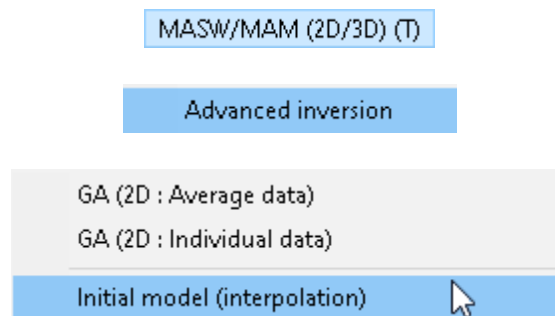 MASW/MAM (2D/3D) (T)
Advanced inversion
GA (2D : Average data)
GA (2D : Individual data)
Initial model (interpolation)